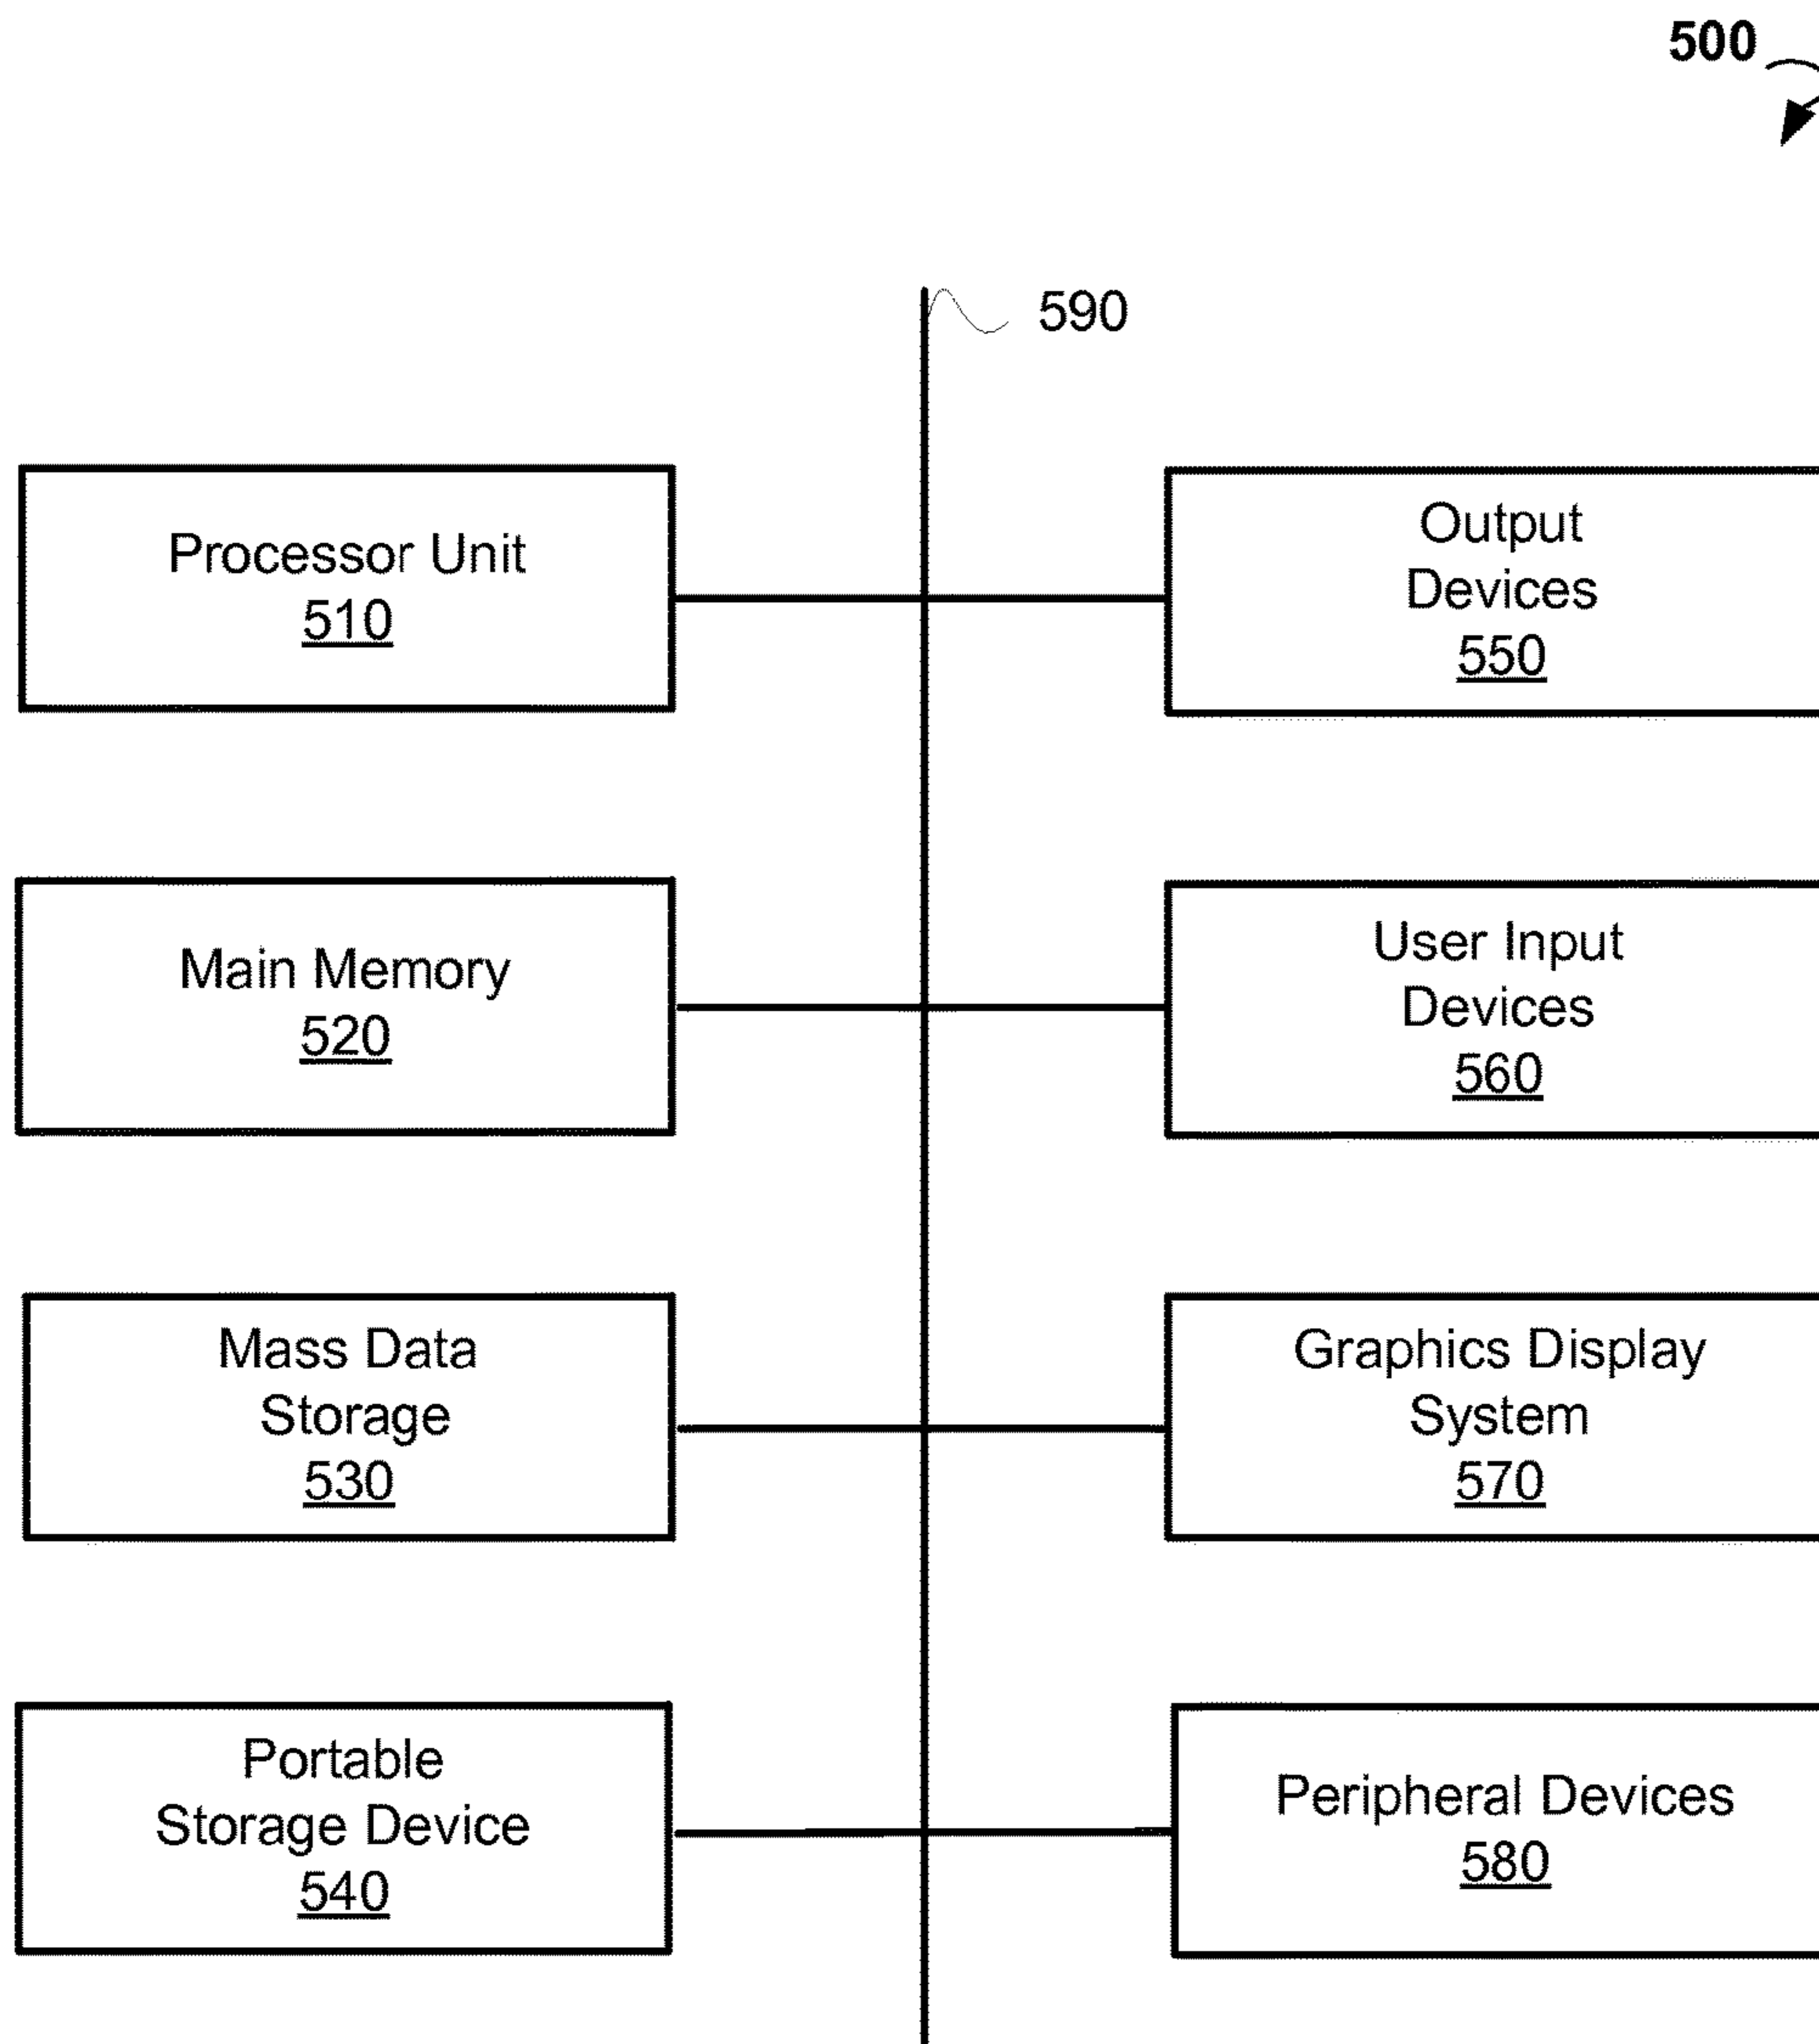 500
590
Processor Unit
510
Output
Devices
550
Main Memory
520
User Input
Devices
560
Mass Data
Storage
530
Graphics Display
System
570
Portable
Storage Device
540
Peripheral Devices
580